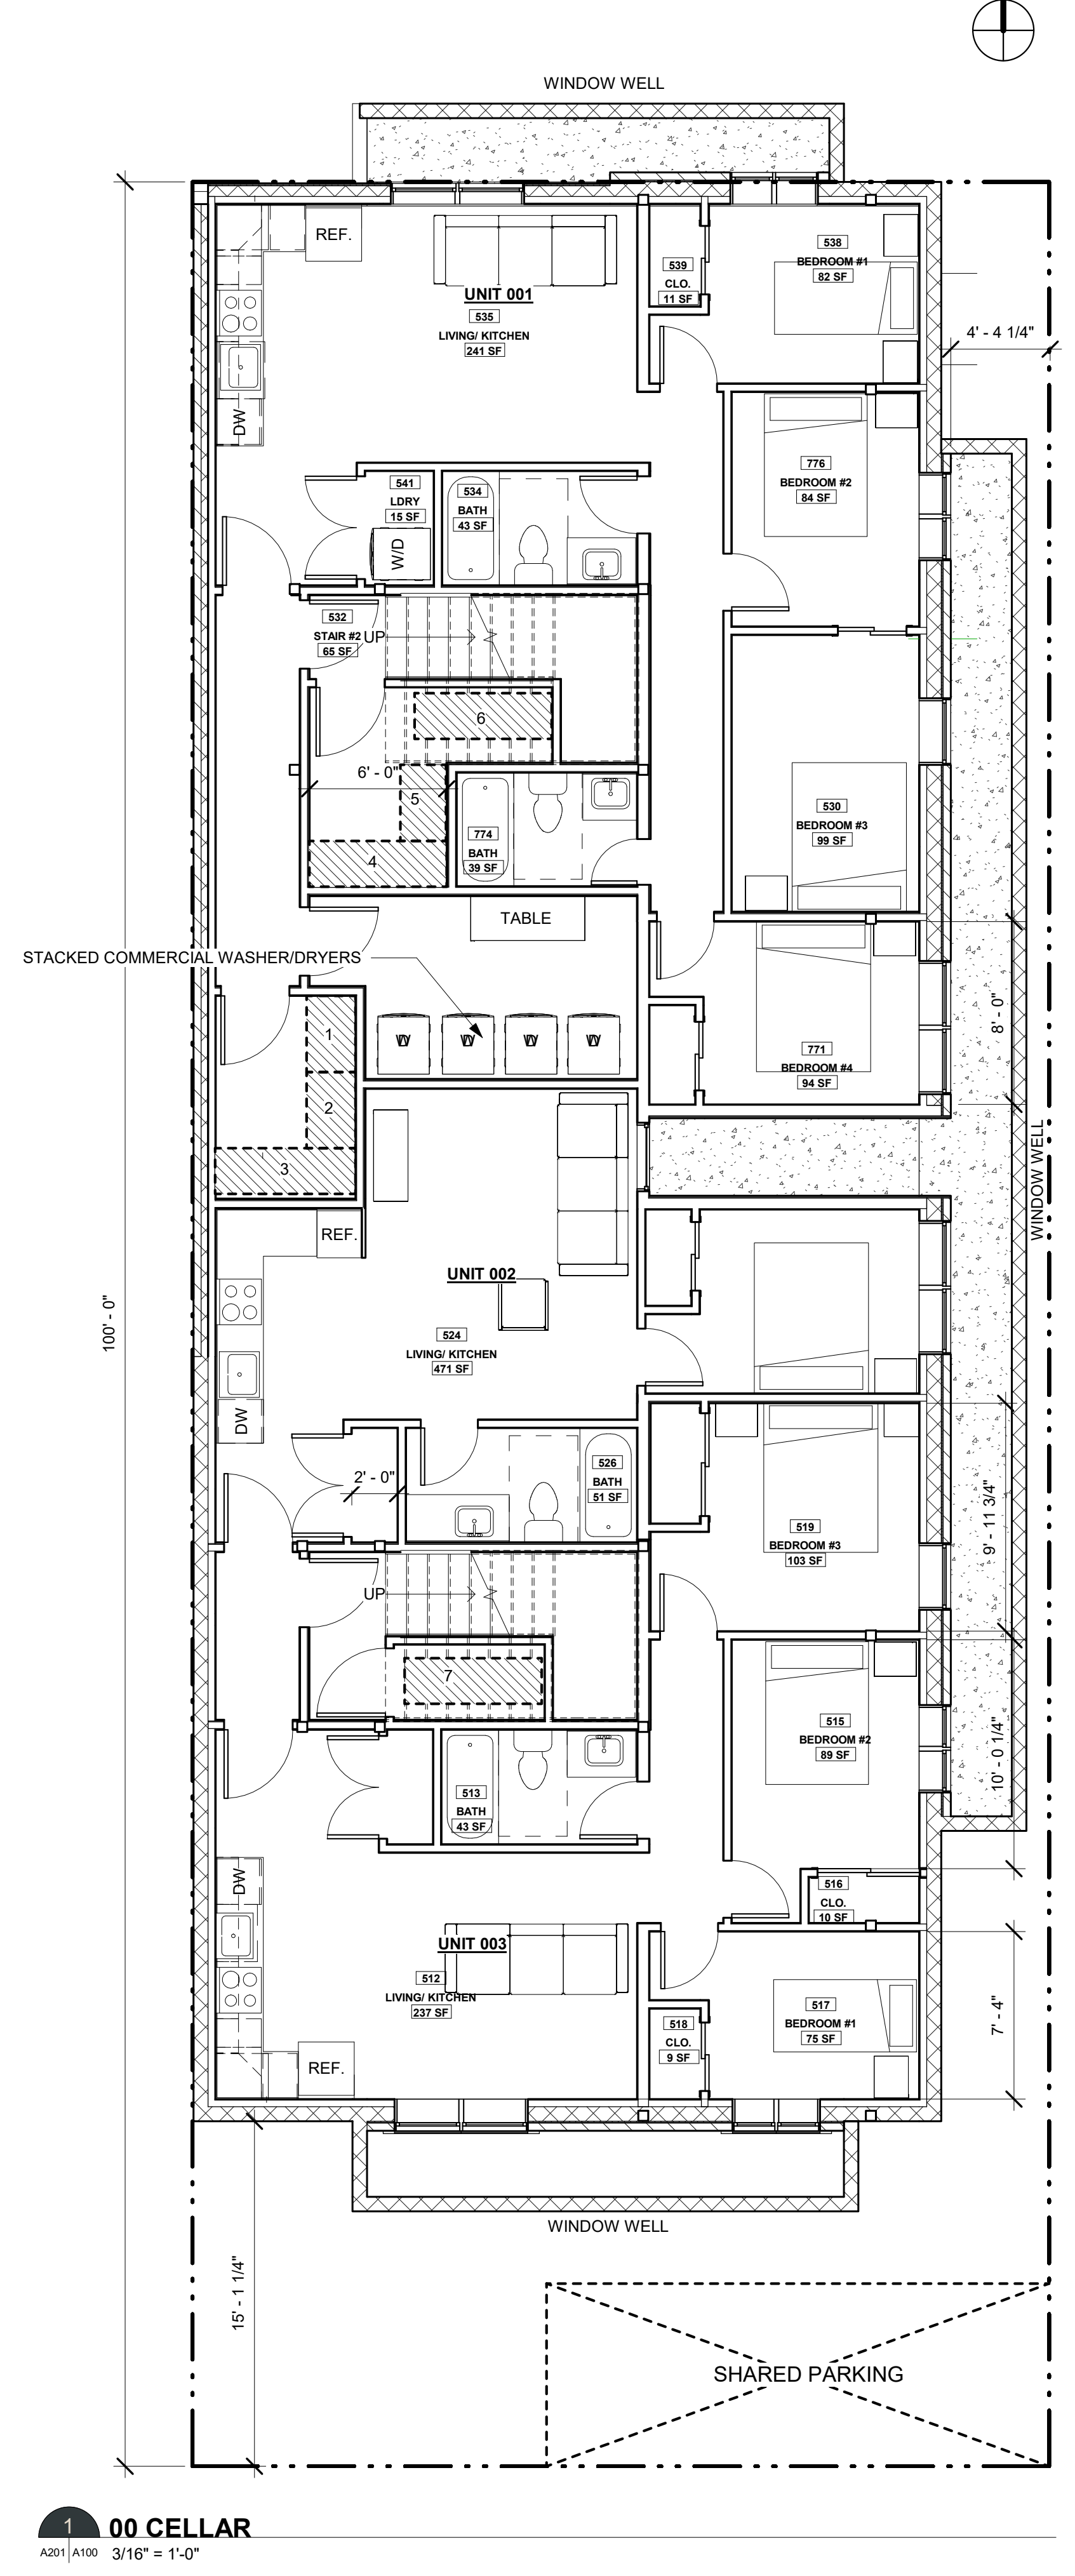 WINDOW WELL
REF.
UNIT 001
535
LIVING/ KITCHEN
241 SF
539
CLO.
11 SF
538
BEDROOM #1
82 SF
4' - 4 1/4"
DW
776
BEDROOM #2
84 SF
541
LDRY
15 SF
W/D
534
BATH
43 SF
532
STAIR #2
65 SF
UP
6
6' - 0"
5
4
774
BATH
39 SF
530
BEDROOM #3
99 SF
TABLE
STACKED COMMERCIAL WASHER/DRYERS
1
2
3
771
BEDROOM #4
94 SF
8' - 0"
WINDOW WELL
REF.
UNIT 002
524
LIVING/ KITCHEN
471 SF
100' - 0"
DW
2' - 0"
526
BATH
51 SF
519
BEDROOM #3
103 SF
9' - 11 3/4"
UP
7
515
BEDROOM #2
89 SF
10' - 0 1/4"
513
BATH
43 SF
DW
516
CLO.
10 SF
UNIT 003
512
LIVING/ KITCHEN
237 SF
518
CLO.
9 SF
517
BEDROOM #1
75 SF
7' - 4"
REF.
WINDOW WELL
15' - 1 1/4"
SHARED PARKING
1
00 CELLAR
A201 A100
3/16" = 1'-0"